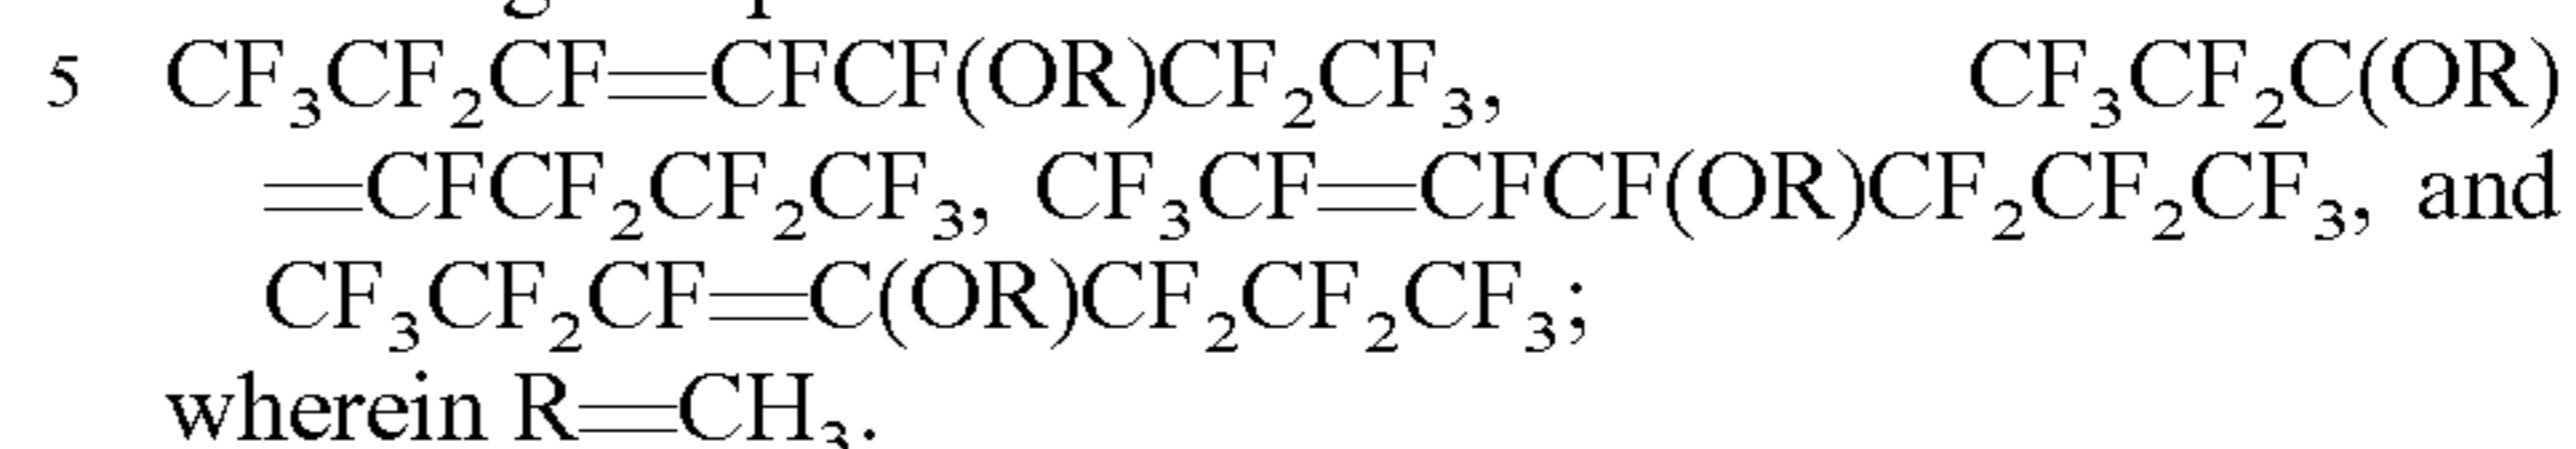 5 CF₃CF₂CF=CFCF(OR)CF₂CF₃, CF₃CF₂C(OR)
=CFCF₂CF₂CF₃, CF₃CF=CFCF(OR)CF₂CF₂CF₃, and
CF₃CF₂CF=C(OR)CF₂CF₂CF₃;
wherein R=CH₃.